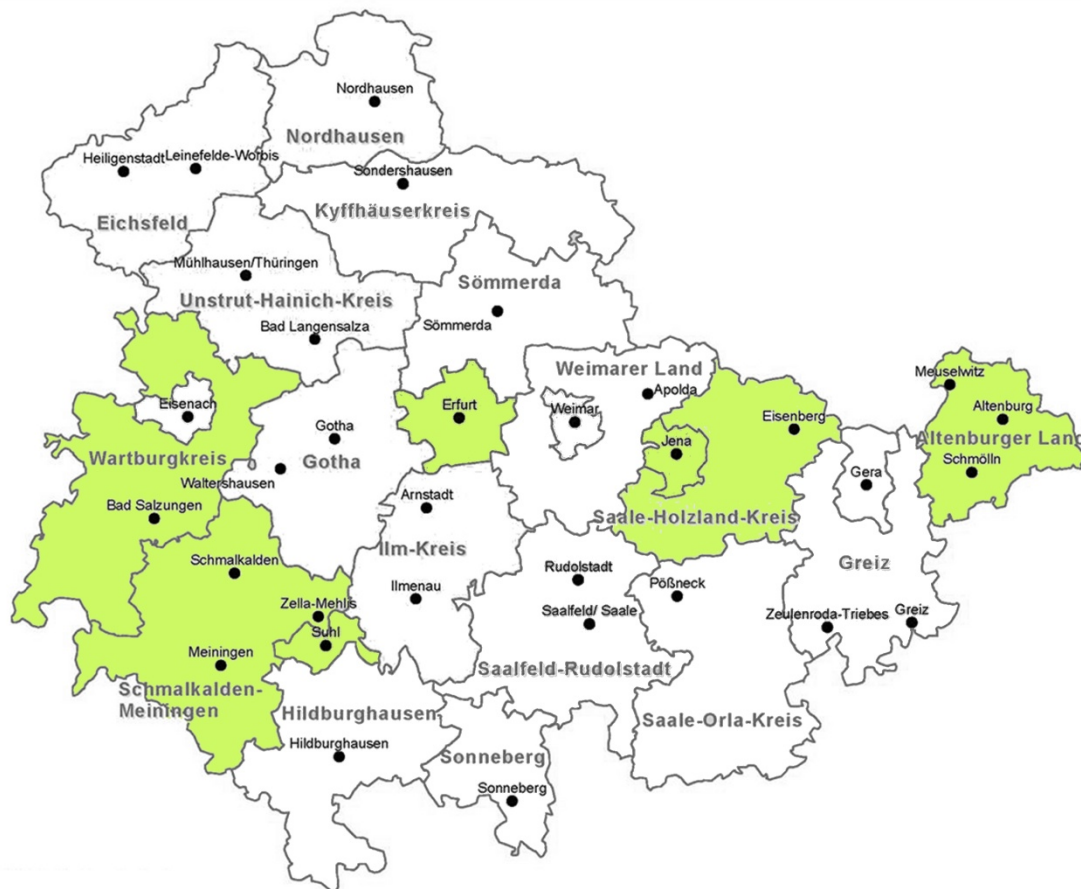 Nordhausen
Nordhausen
Heiligenstadt
Leinefelde-Worbis
Sondershausen
Kyffhäuserkreis
Eichsfeld
Mühlhausen/Thüringen
Unstrut-Hainich-Kreis
Sömmerda
Sömmerda
Bad Langensalza
Weimarer Land
Apolda
Meuselwitz
Eisenach
Erfurt
Weimar
Altenburg
Altenburger Lang
Gotha
Gotha
Jena
Eisenberg
Wartburgkreis
Waltershausen
Gera
Schmölln
Arnstadt
Bad Salzungen
Saale-Holzland-Kreis
Ilm-Kreis
Schmalkalden
Rudolstadt
Pößneck
Greiz
Ilmenau
Zella-Mehlis
Saalfeld/ Saale
Zeulenroda-Triebes
Greiz
Suhl
Meiningen
Saalfeld-Rudolstadt
Schmalkalden-
Meiningen
Hildburghausen
Saale-Orla-Kreis
Hildburghausen
Sonneberg
Sonneberg